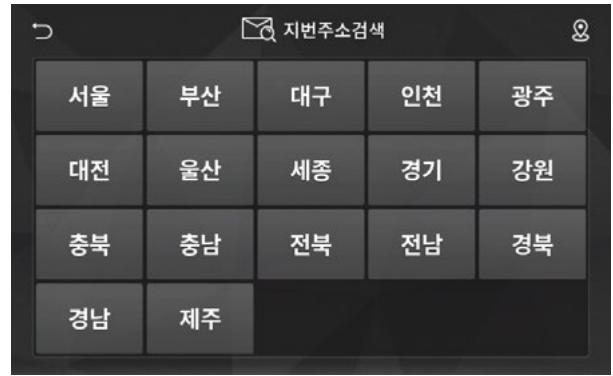 지번주소검색
서울 부산 대구 인천 광주
대전 울산 세종 경기 강원
충북 충남 전북 전남 경북
경남 제주